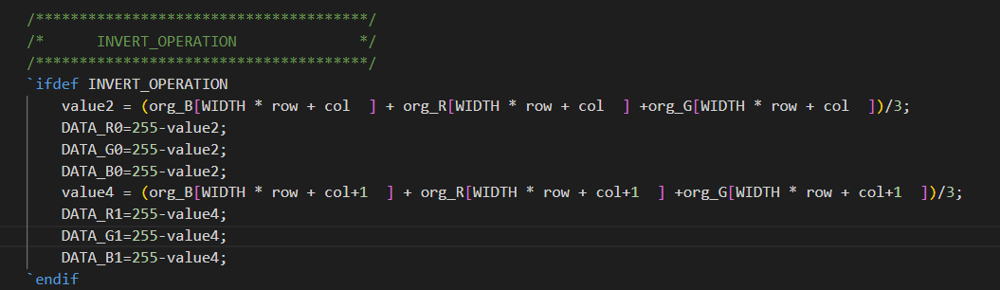 /**************************************/
/*      INVERT_OPERATION              */
/**************************************/
`ifdef INVERT_OPERATION
    value2 = (org_B[WIDTH * row + col  ] + org_R[WIDTH * row + col  ] +org_G[WIDTH * row + col  ])/3;
    DATA_R0=255-value2;
    DATA_G0=255-value2;
    DATA_B0=255-value2;
    value4 = (org_B[WIDTH * row + col+1  ] + org_R[WIDTH * row + col+1  ] +org_G[WIDTH * row + col+1  ])/3;
    DATA_R1=255-value4;
    DATA_G1=255-value4;
    DATA_B1=255-value4;
`endif